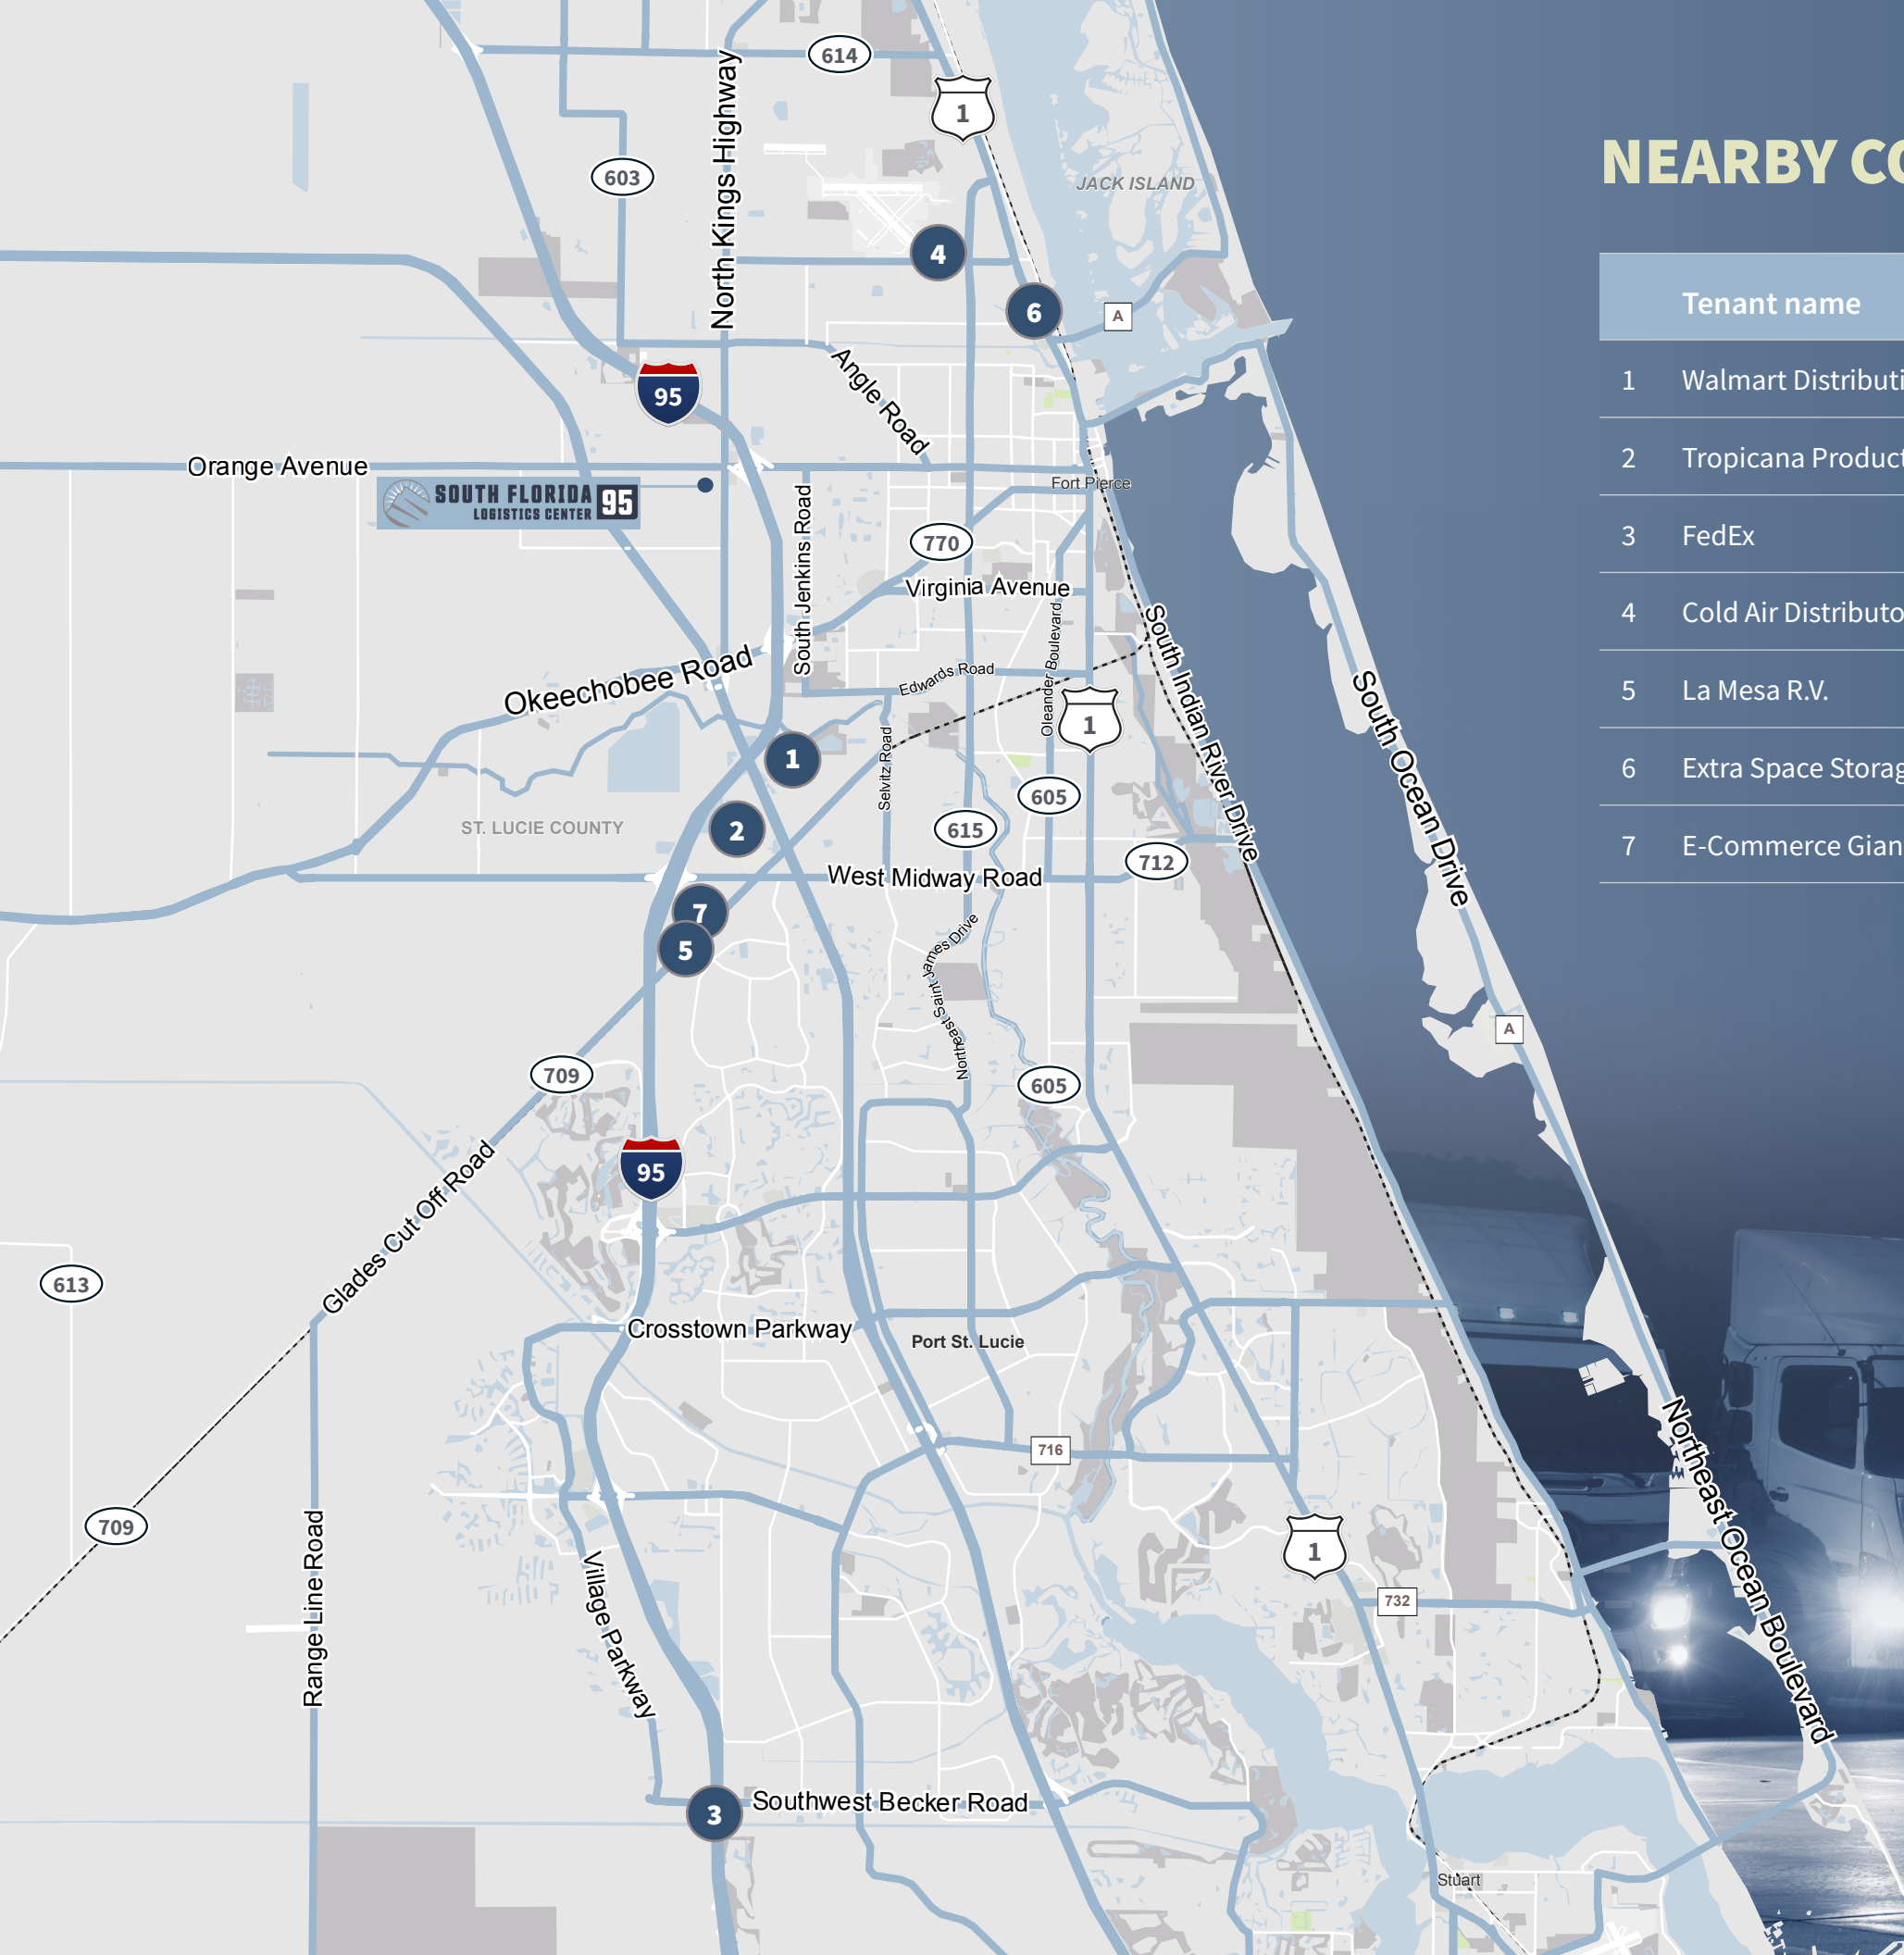 614
1
North Kings Highway
603
JACK ISLAND
NEARBY CO
4
6
A
Tenant name
Angle Road
95
1 Walmart Distributi
Orange Avenue
SOUTH FLORIDA 95
LOGISTICS CENTER
Fort Pierce
2 Tropicana Product
South Jenkins Road
770
3 FedEx
Virginia Avenue
4 Cold Air Distributo
Oleander Boulevard
South Indian River Drive
Okeechobee Road
Edwards Road
5 La Mesa R.V.
1
South Ocean Drive
1
Selvitz Road
6 Extra Space Storag
605
ST. LUCIE COUNTY
2
615
7 E-Commerce Gian
712
West Midway Road
7
5
Northeast Saint James Drive
A
709
605
95
Glades Cut Off Road
613
Crosstown Parkway
Port St. Lucie
716
Northeast Ocean Boulevard
709
Range Line Road
Village Parkway
1
732
3
Southwest Becker Road
Stuart